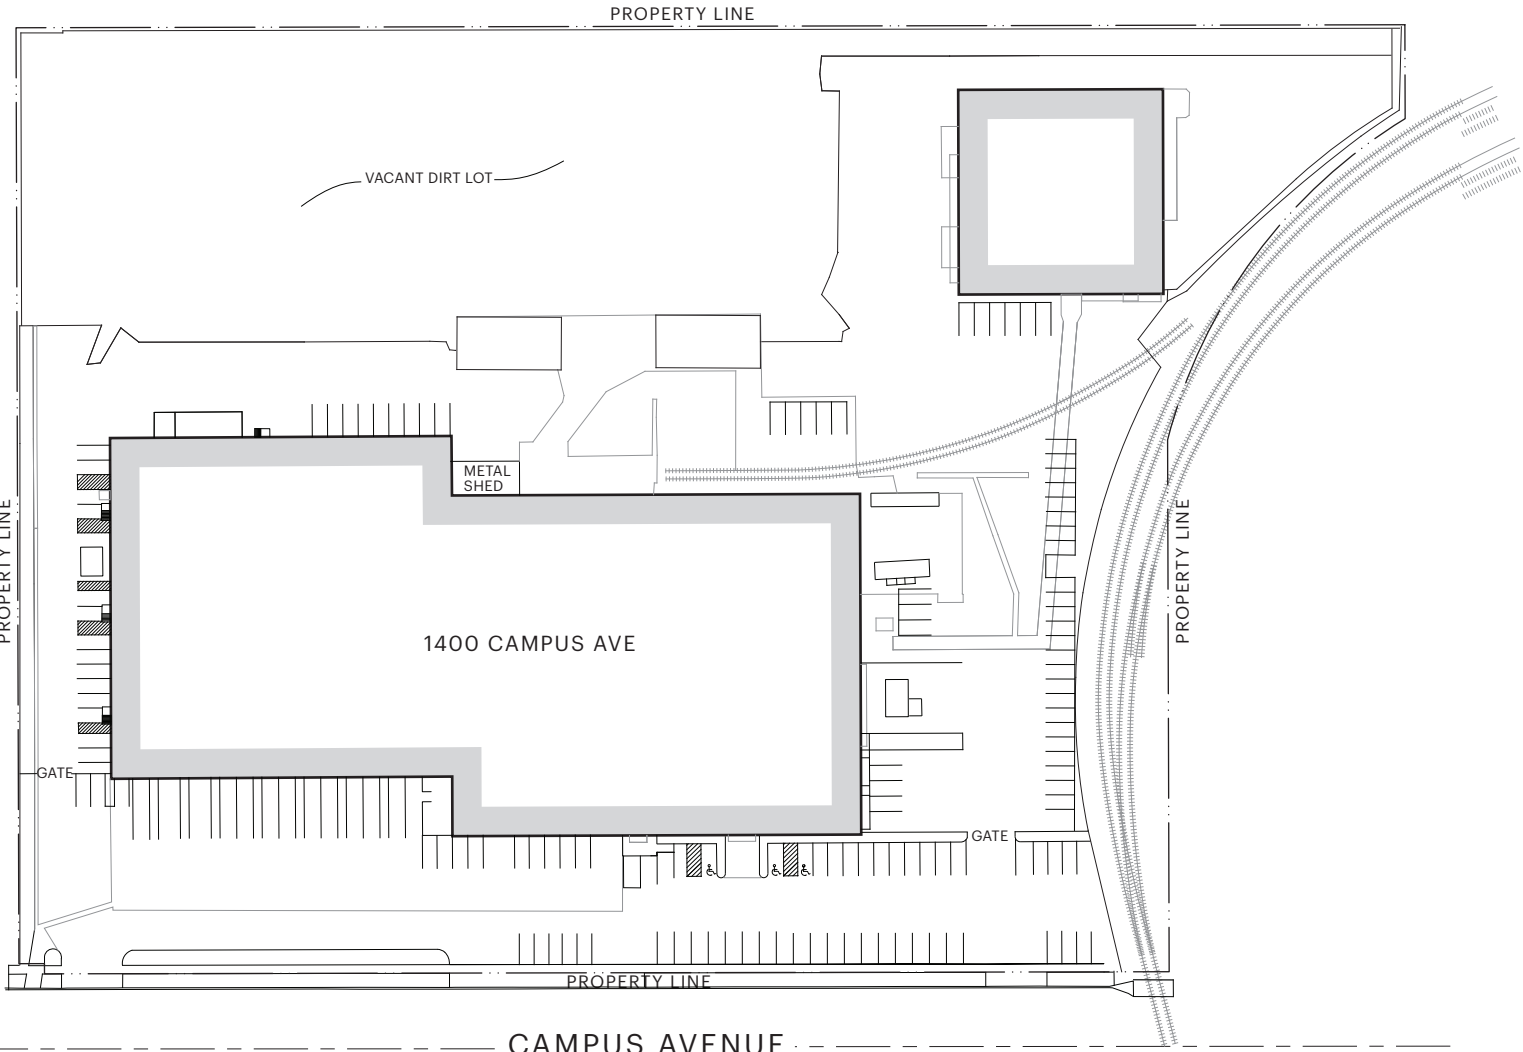 PROPERTY LINE
VACANT DIRT LOT
METAL
SHED
PROPERTY LINE
PROPERTY LINE
1400 CAMPUS AVE
GATE
GATE
PROPERTY LINE
CAMPUS AVENUE